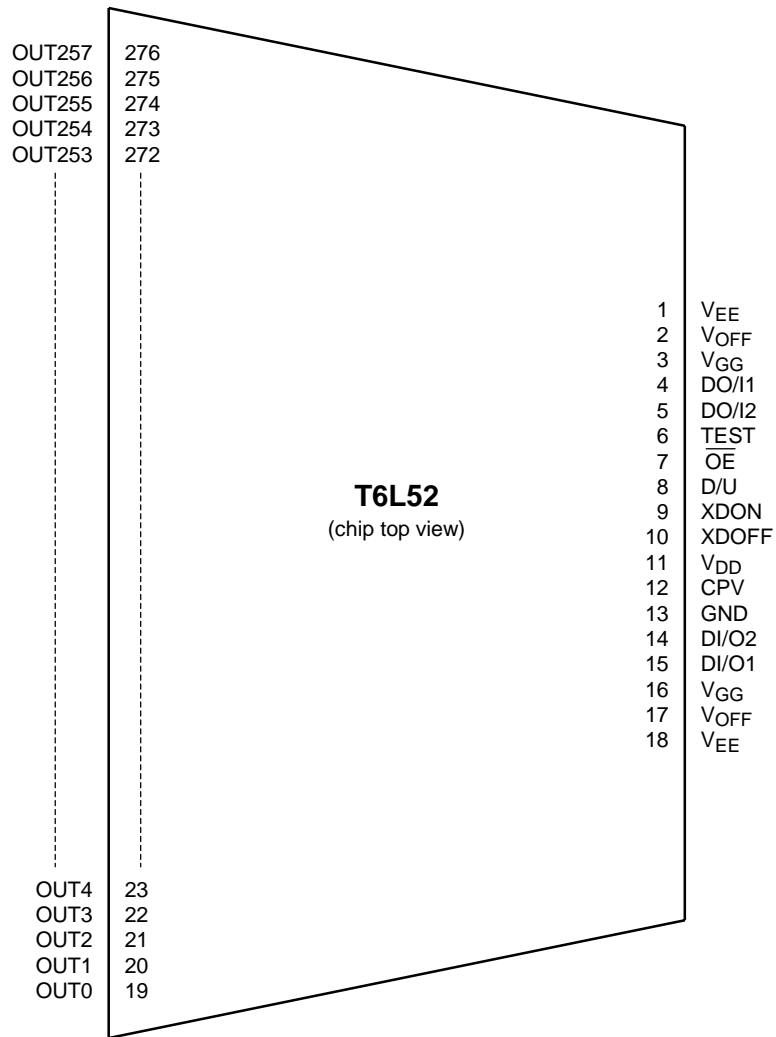 OUT257 276
OUT256 275
OUT255 274
OUT254 273
OUT253 272
1 VEE
2 VOFF
3 VGG
4 DO/I1
5 DO/I2
6 TEST
7 O̅E̅
8 D/U
9 XDON
10 XDOFF
11 VDD
12 CPV
13 GND
14 DI/O2
15 DI/O1
16 VGG
17 VOFF
18 VEE
T6L52
(chip top view)
OUT4 23
OUT3 22
OUT2 21
OUT1 20
OUT0 19